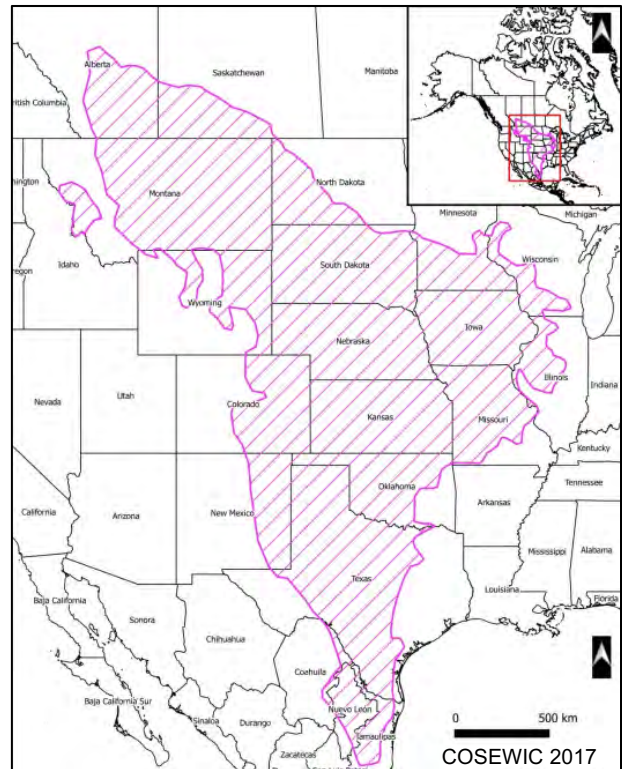 Alberta
Saskatchewan
Manitoba
ritish Columbia
Montana
North Dakota
Minnesota
Michigan
hington
regon
Idaho
South Dakota
Wisconsin
Wyoming
Iowa
Nebraska
Illinois
Indiana
Nevada
Utah
Colorado
Kansas
Missouri
Kentucky
Tennessee
California
Arizona
New Mexico
Oklahoma
Arkansas
Mississippi
Alabama
Texas
Louisiana
Florida
Baja California
Sonora
Chihuahua
Coahuila
Baja California Sur
Sinaloa
Durango
Nuevo León
Tamaulipas
Zacatecas
0 500 km
COSEWIC 2017